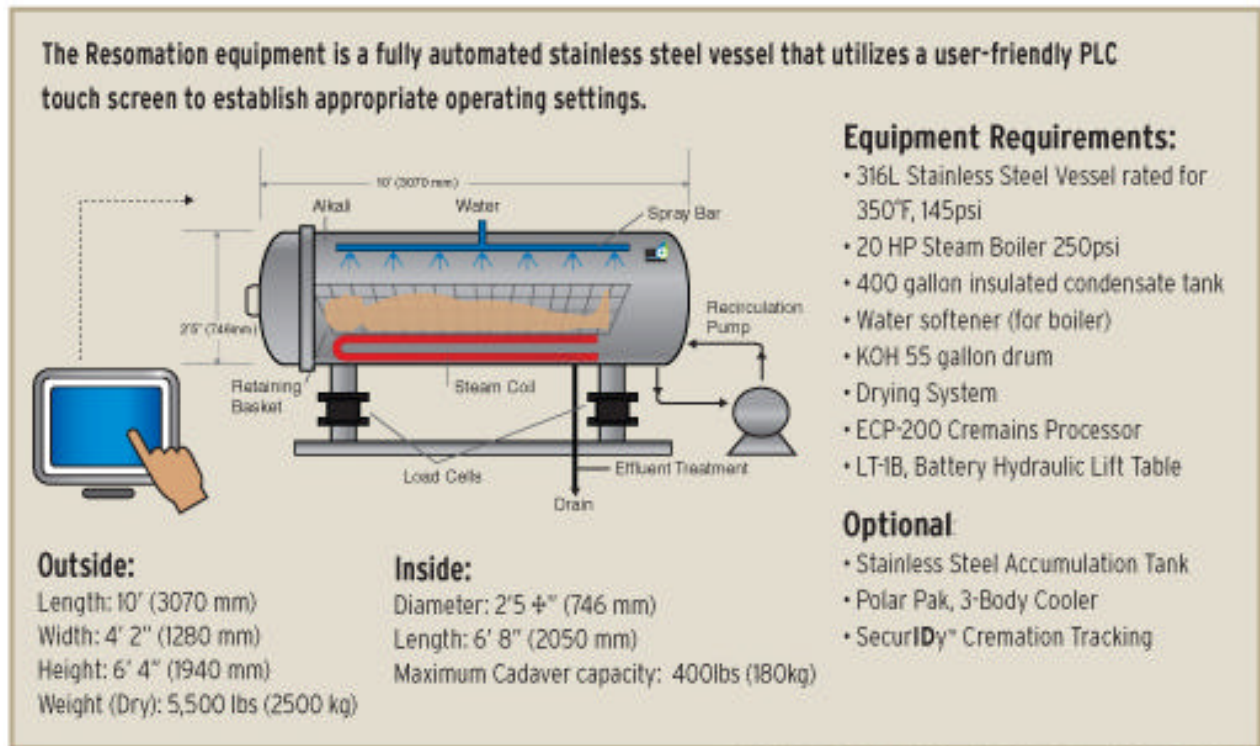 The Resomation equipment is a fully automated stainless steel vessel that utilizes a user-friendly PLC
touch screen to establish appropriate operating settings.
10' (3070 mm)
Alkali
Water
Spray Bar
2'5" (746mm)
Recirculation
Pump
Retaining
Basket
Steam Coil
Load Cells
Effluent Treatment
Drain
Equipment Requirements:
• 316L Stainless Steel Vessel rated for
350°F, 145psi
• 20 HP Steam Boiler 250psi
• 400 gallon insulated condensate tank
• Water softener (for boiler)
• KOH 55 gallon drum
• Drying System
• ECP-200 Cremains Processor
• LT-1B, Battery Hydraulic Lift Table
Optional
• Stainless Steel Accumulation Tank
• Polar Pak, 3-Body Cooler
• SecurIDy™ Cremation Tracking
Outside:
Length: 10' (3070 mm)
Width: 4' 2" (1280 mm)
Height: 6' 4" (1940 mm)
Weight (Dry): 5,500 lbs (2500 kg)
Inside:
Diameter: 2'5 +" (746 mm)
Length: 6' 8" (2050 mm)
Maximum Cadaver capacity: 400lbs (180kg)